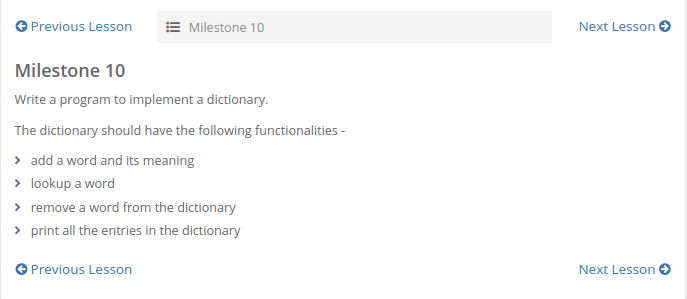 Previous Lesson
Milestone 10
Next Lesson
Milestone 10
Write a program to implement a dictionary.
The dictionary should have the following functionalities -
add a word and its meaning
lookup a word
remove a word from the dictionary
print all the entries in the dictionary
Previous Lesson
Next Lesson